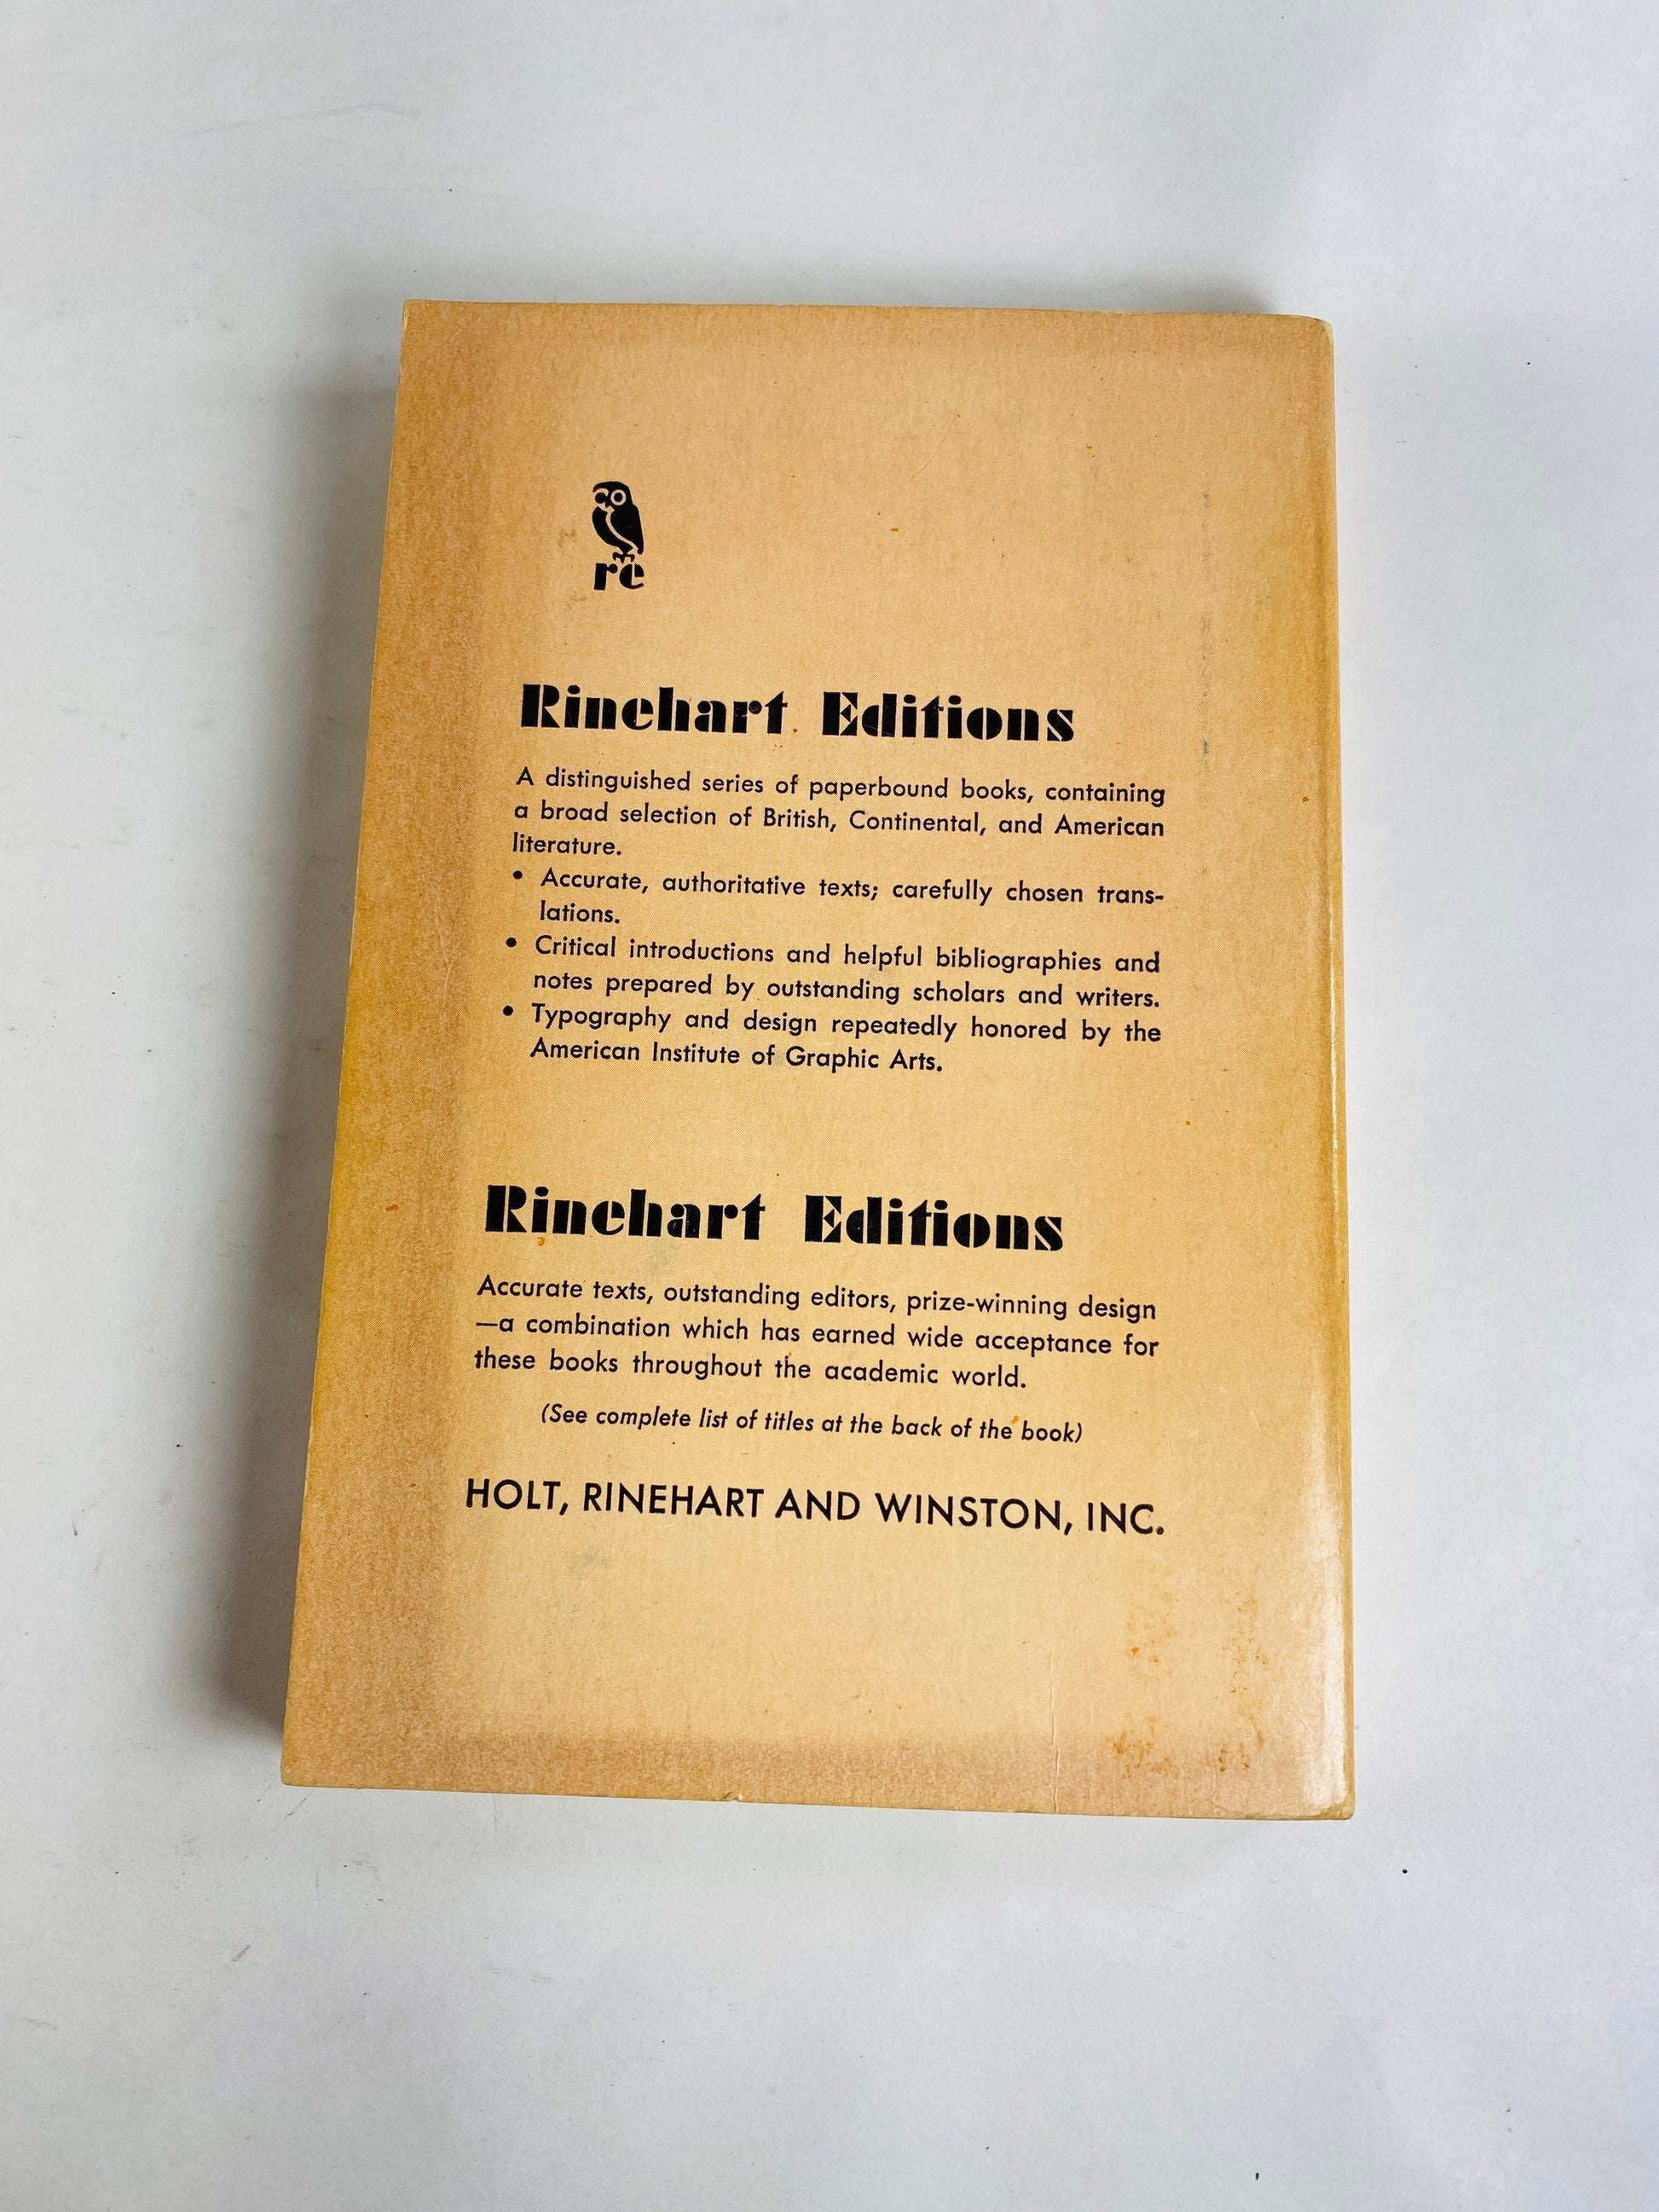 re
Rinehart Editions
A distinguished series of paperbound books, containing
a broad selection of British, Continental, and American
literature.
• Accurate, authoritative texts; carefully chosen trans-
lations.
• Critical introductions and helpful bibliographies and
notes prepared by outstanding scholars and writers.
• Typography and design repeatedly honored by the
American Institute of Graphic Arts.
Rinehart Editions
Accurate texts, outstanding editors, prize-winning design
—a combination which has earned wide acceptance for
these books throughout the academic world.
(See complete list of titles at the back of the book)
HOLT, RINEHART AND WINSTON, INC.